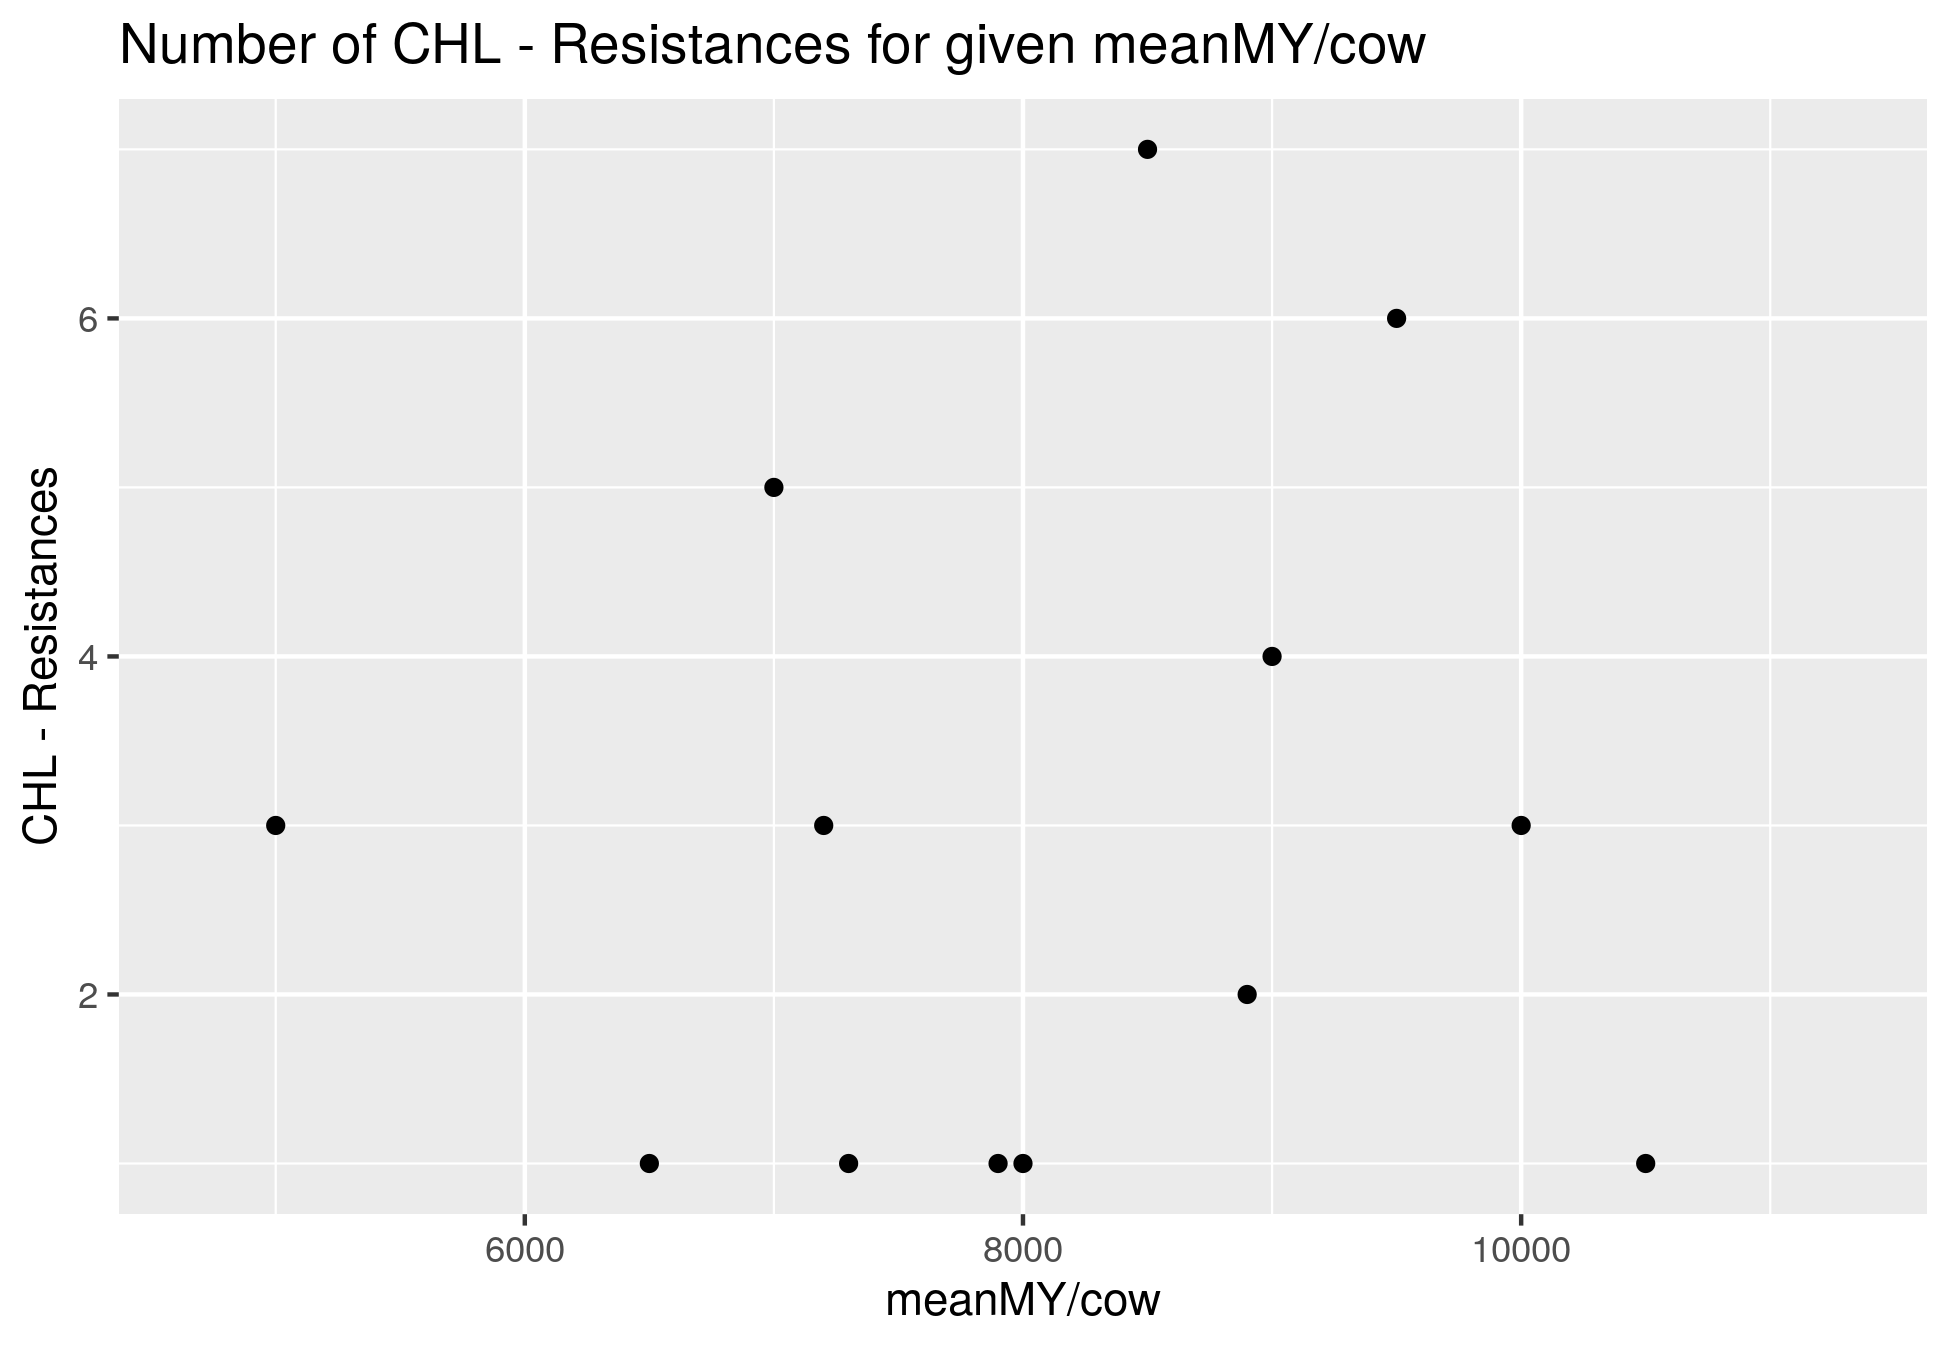 Number of CHL - Resistances for given meanMY/cow
CHL - Resistances
6
4
2
6000 8000 10000
meanMY/cow